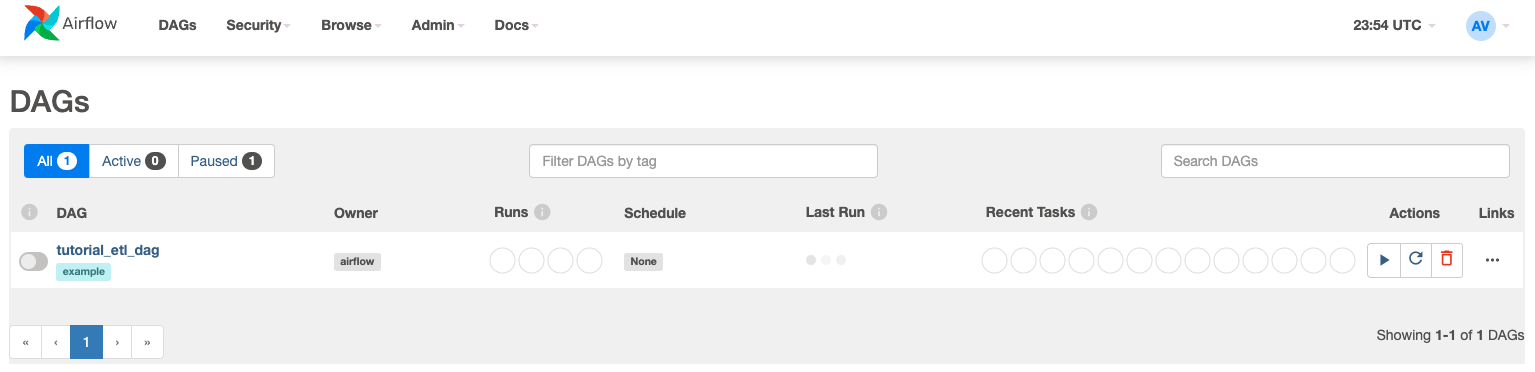 Airflow DAGs Security Browse Admin Docs 23:54 UTC AV
DAGs
All 1 Active 0 Paused 1 Filter DAGs by tag Search DAGs
i DAG Owner Runs i Schedule Last Run i Recent Tasks i Actions Links
tutorial_etl_dag
airflow None
example
« ‹ 1 › » Showing 1-1 of 1 DAGs